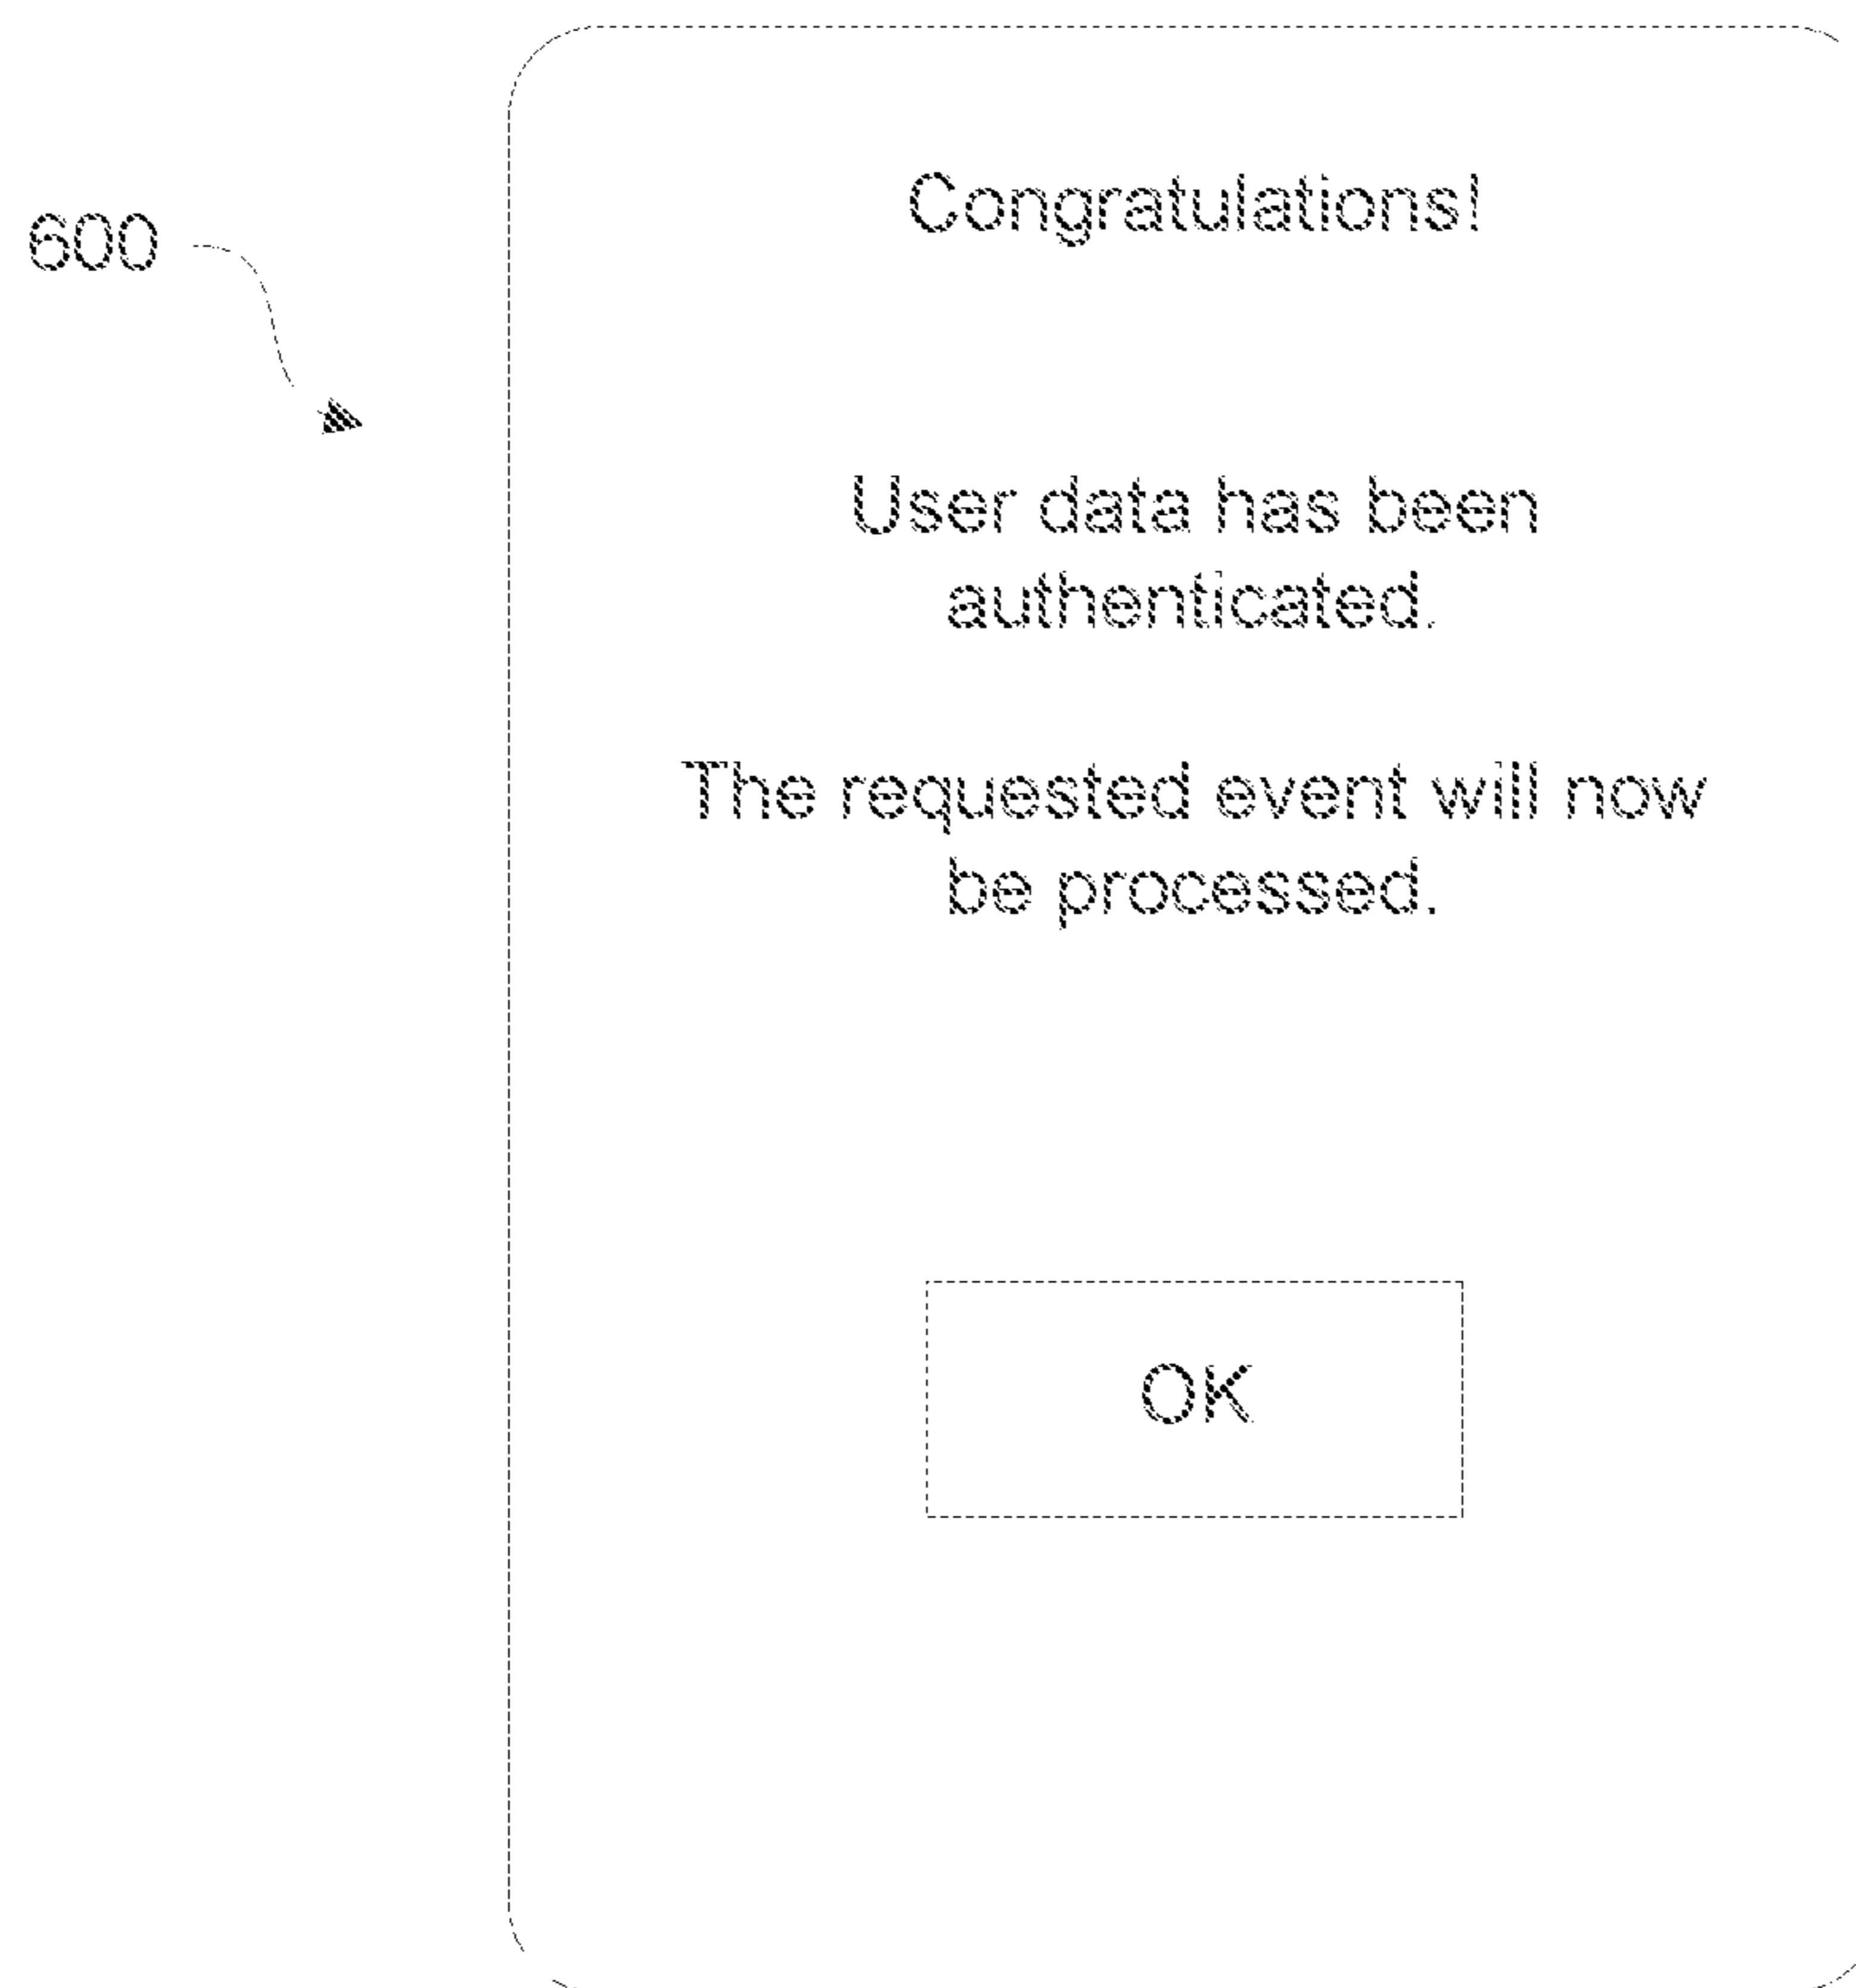 600
Congratulations!
User data has been
authenticated.
The requested event will now
be processed.
OK